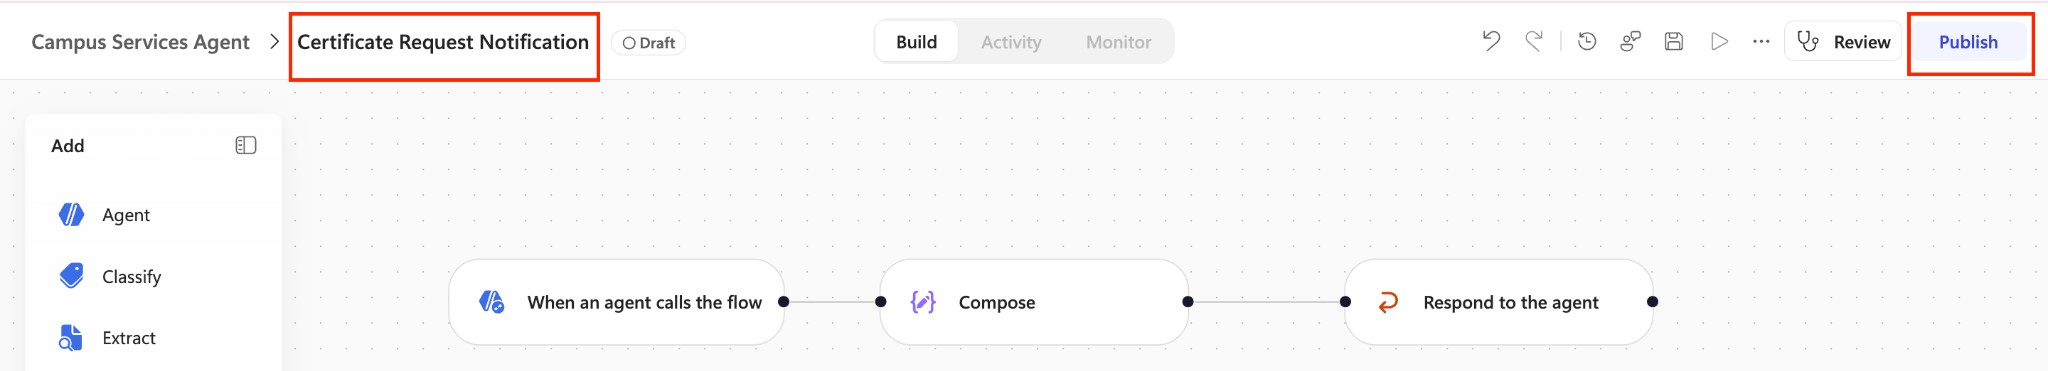 Campus Services Agent > Certificate Request Notification Draft Build Activity Monitor Review Publish
Add
Agent
Classify
Extract
When an agent calls the flow
Compose
Respond to the agent